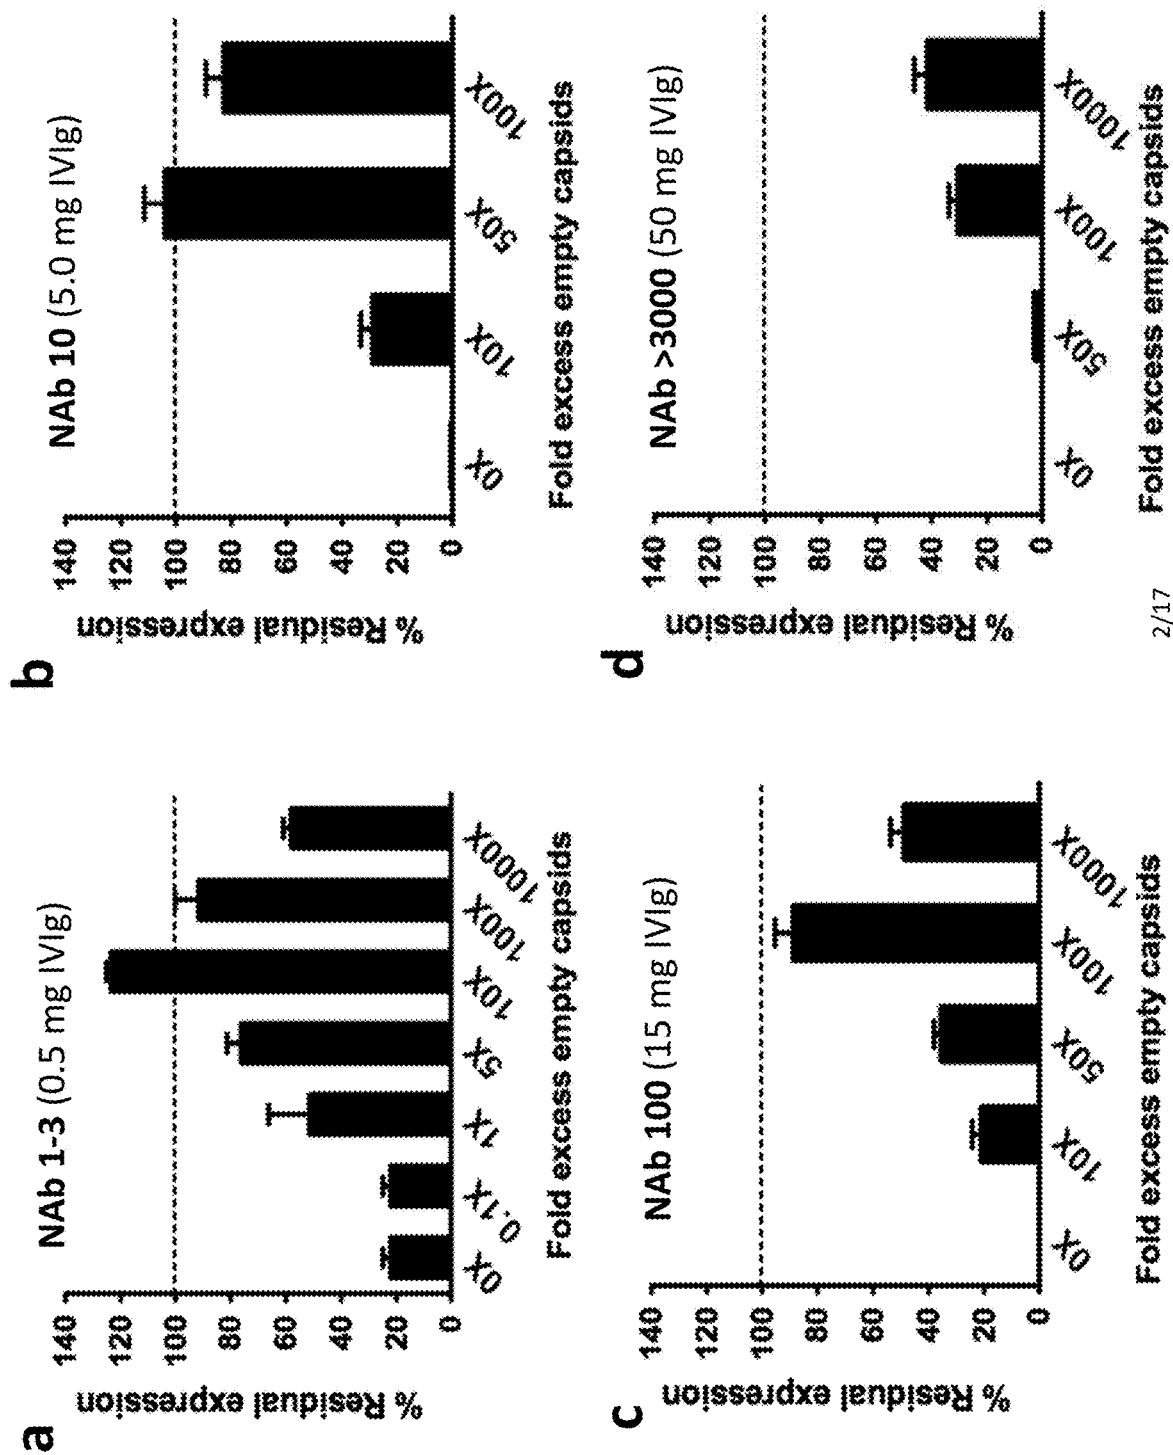 a
NAb 1-3 (0.5 mg IVIg)
% Residual expression
140
120
100
80
60
40
20
0
0X 0.1X 1X 5X 10X 100X 1000X
Fold excess empty capsids
b
NAb 10 (5.0 mg IVIg)
% Residual expression
140
120
100
80
60
40
20
0
0X 10X 50X 100X
Fold excess empty capsids
c
NAb 100 (15 mg IVIg)
% Residual expression
140
120
100
80
60
40
20
0
0X 10X 50X 100X 1000X
Fold excess empty capsids
d
NAb >3000 (50 mg IVIg)
% Residual expression
140
120
100
80
60
40
20
0
0X 50X 100X 1000X
Fold excess empty capsids
2/17